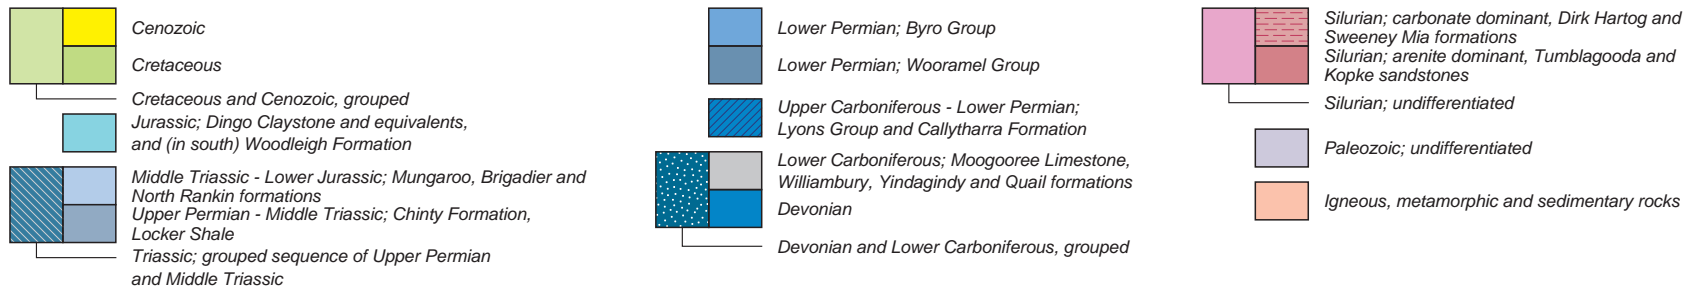 Cenozoic
Cretaceous
Cretaceous and Cenozoic, grouped
Jurassic; Dingo Claystone and equivalents,
and (in south) Woodleigh Formation
Middle Triassic - Lower Jurassic; Mungaroo, Brigadier and
North Rankin formations
Upper Permian - Middle Triassic; Chinty Formation,
Locker Shale
Triassic; grouped sequence of Upper Permian
and Middle Triassic
Lower Permian; Byro Group
Lower Permian; Wooramel Group
Upper Carboniferous - Lower Permian;
Lyons Group and Callytharra Formation
Lower Carboniferous; Moogooree Limestone,
Williambury, Yindagindy and Quail formations
Devonian
Devonian and Lower Carboniferous, grouped
Silurian; carbonate dominant, Dirk Hartog and
Sweeney Mia formations
Silurian; arenite dominant, Tumblagooda and
Kopke sandstones
Silurian; undifferentiated
Paleozoic; undifferentiated
Igneous, metamorphic and sedimentary rocks